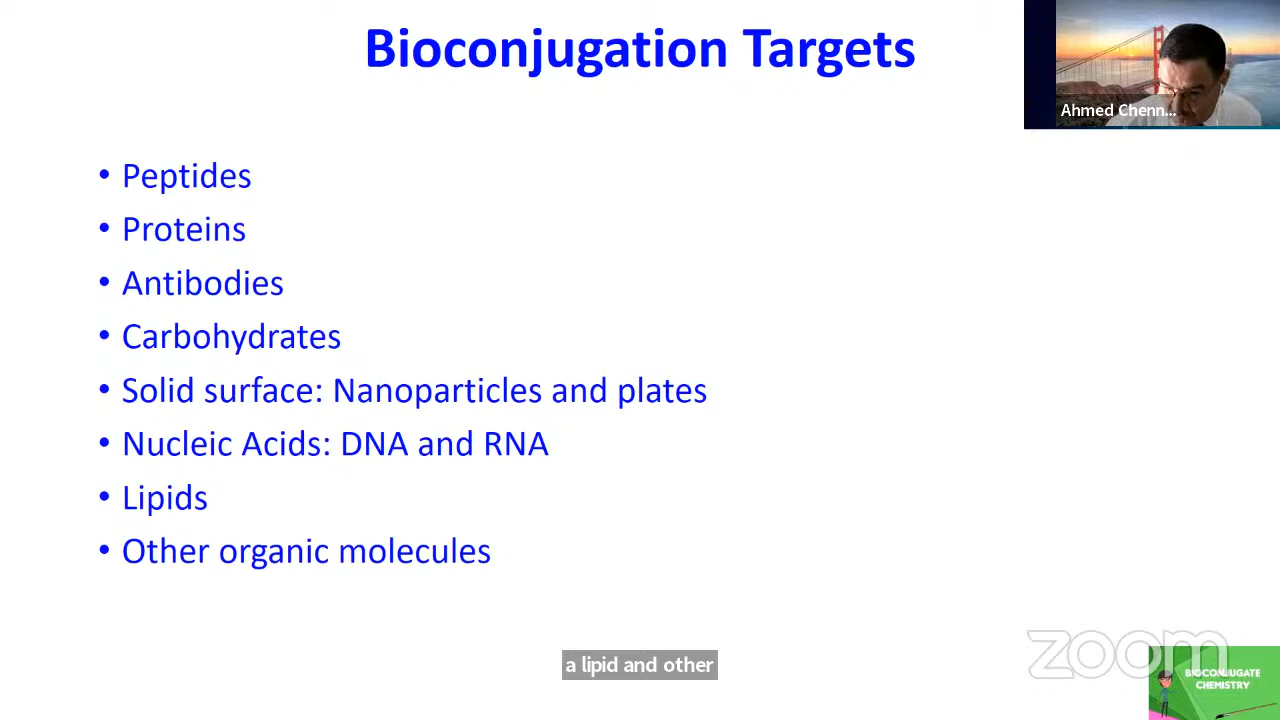 Bioconjugation Targets
Ahmed Chenn...
• Peptides
• Proteins
• Antibodies
• Carbohydrates
• Solid surface: Nanoparticles and plates
• Nucleic Acids: DNA and RNA
• Lipids
• Other organic molecules
a lipid and other
zoom
BIOCONJUGATE
CHEMISTRY